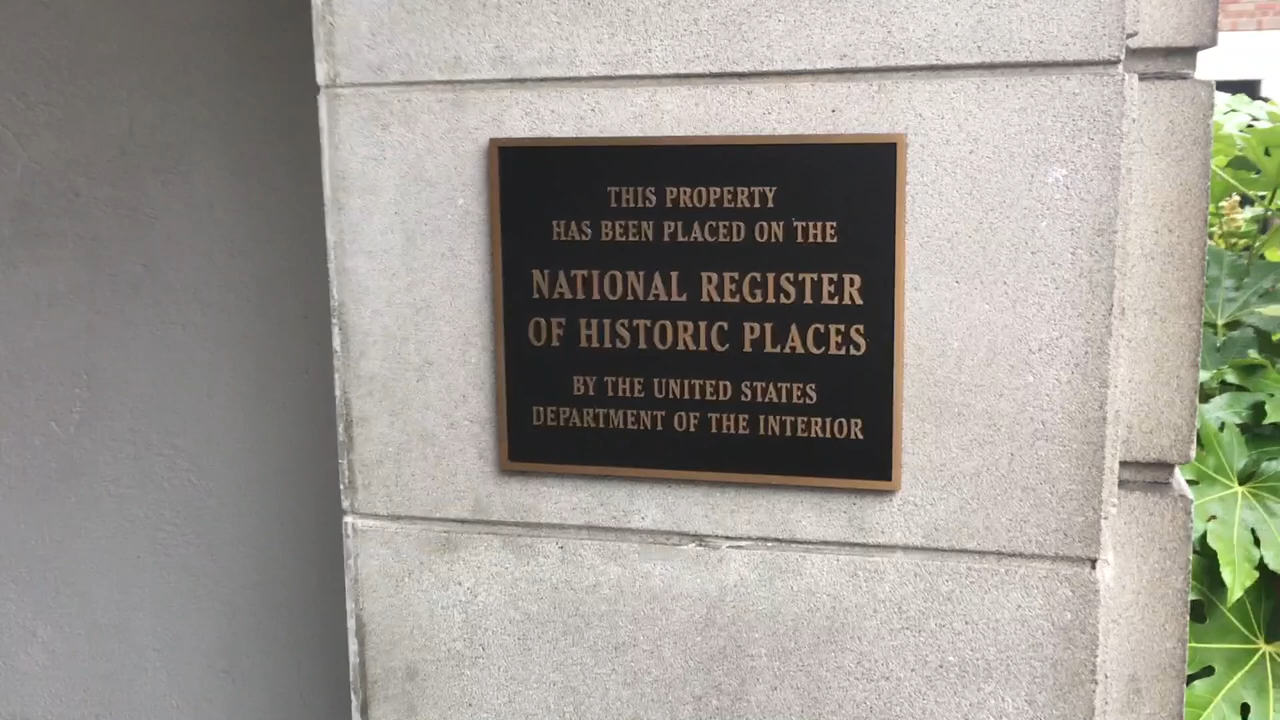 THIS PROPERTY
HAS BEEN PLACED ON THE
NATIONAL REGISTER
OF HISTORIC PLACES
BY THE UNITED STATES
DEPARTMENT OF THE INTERIOR